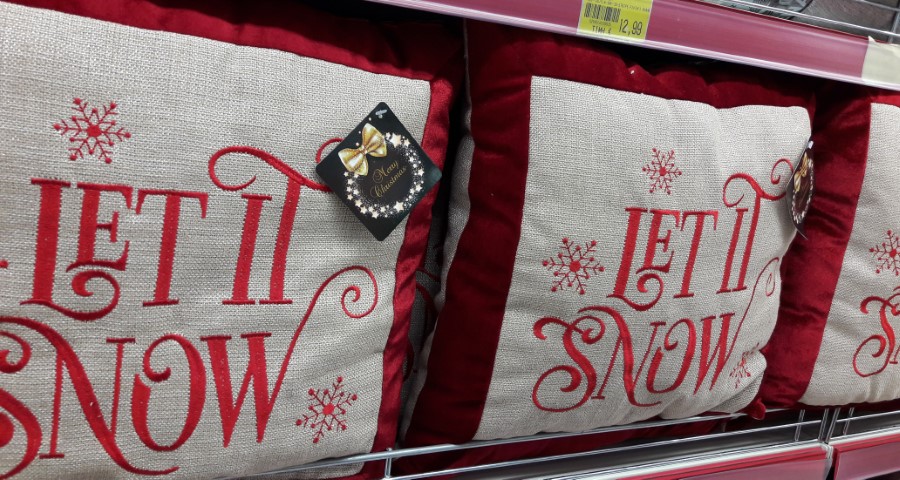 12,99
LET IT
SNOW
Merry
Christmas
LET IT
SNOW
S